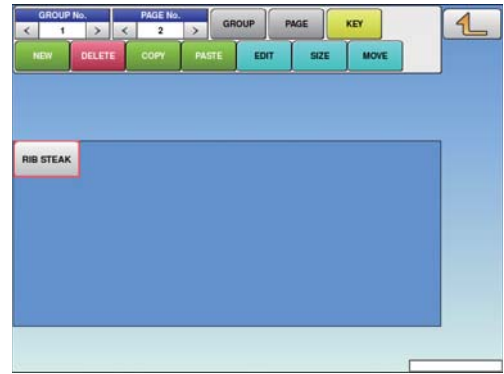 GROUP No. PAGE No.
< 1 > < 2 > GROUP PAGE KEY
NEW DELETE COPY PASTE EDIT SIZE MOVE
RIB STEAK